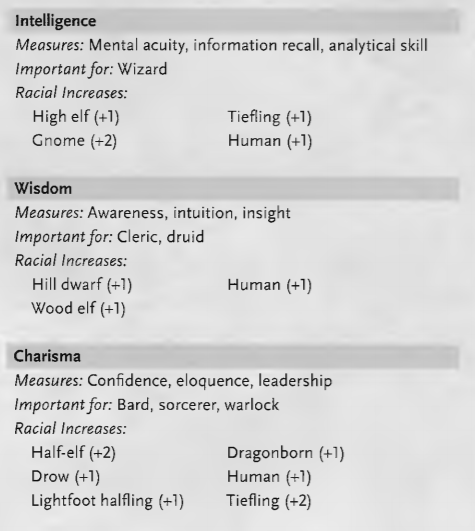 Intelligence
Measures: Mental acuity, information recall, analytical skill
Important for: Wizard
Racial Increases:
High elf (+1) Tiefling (+1)
Gnome (+2) Human (+1)
Wisdom
Measures: Awareness, intuition, insight
Important for: Cleric, druid
Racial Increases:
Hill dwarf (+1) Human (+1)
Wood elf (+1)
Charisma
Measures: Confidence, eloquence, leadership
Important for: Bard, sorcerer, warlock
Racial Increases:
Half-elf (+2) Dragonborn (+1)
Drow (+1) Human (+1)
Lightfoot halfling (+1) Tiefling (+2)